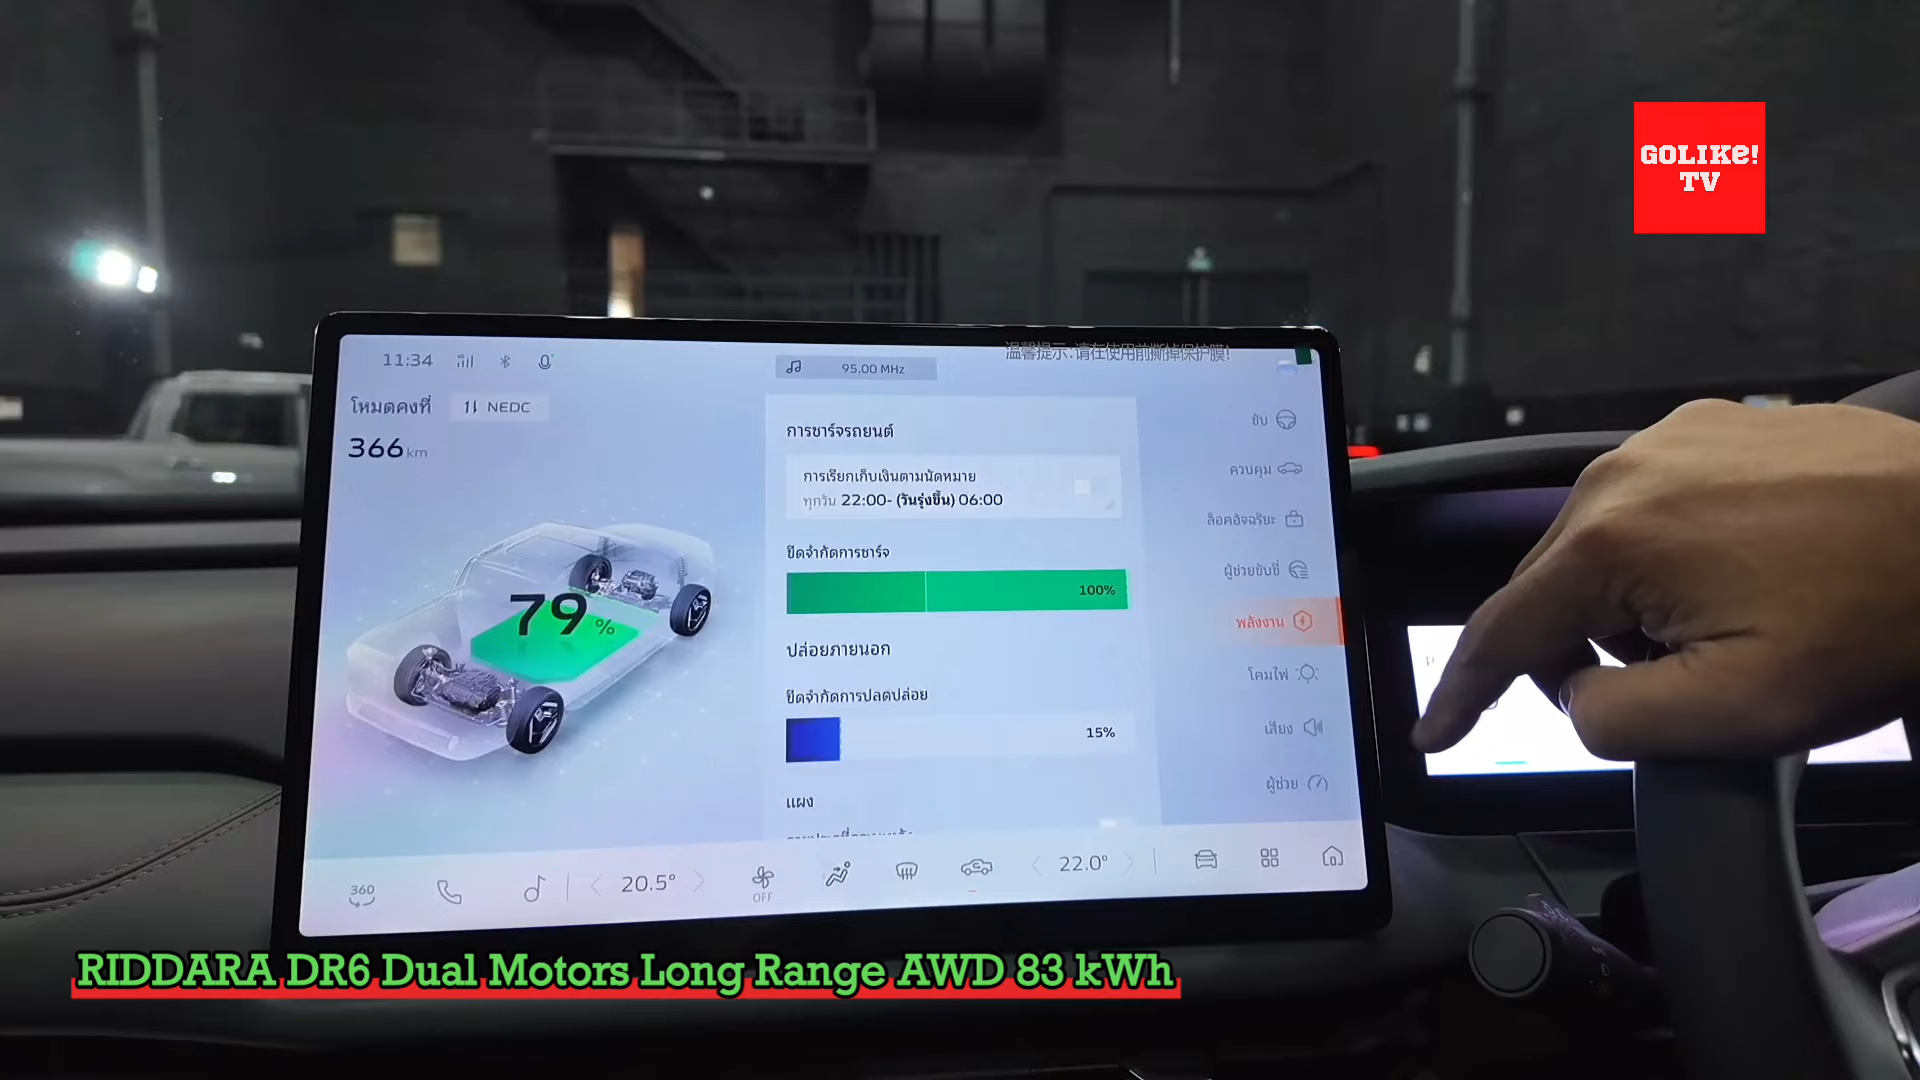 GOLIKe!
TV
11:34
95.00 MHz
温馨提示:请在使用前撕掉保护膜!
โหมดคงที่
NEDC
366 km
79 %
การชาร์จรถยนต์
การเรียกเก็บเงินตามนัดหมาย
ทุกวัน 22:00- (วันรุ่งขึ้น) 06:00
ขีดจำกัดการชาร์จ
100%
ปล่อยภายนอก
ขีดจำกัดการปลดปล่อย
15%
แผง
ขับ
ควบคุม
ล็อคอัจฉริยะ
ผู้ช่วยขับขี่
พลังงาน
โคมไฟ
เสียง
ผู้ช่วย
360
20.5°
OFF
22.0°
RIDDARA DR6 Dual Motors Long Range AWD 83 kWh